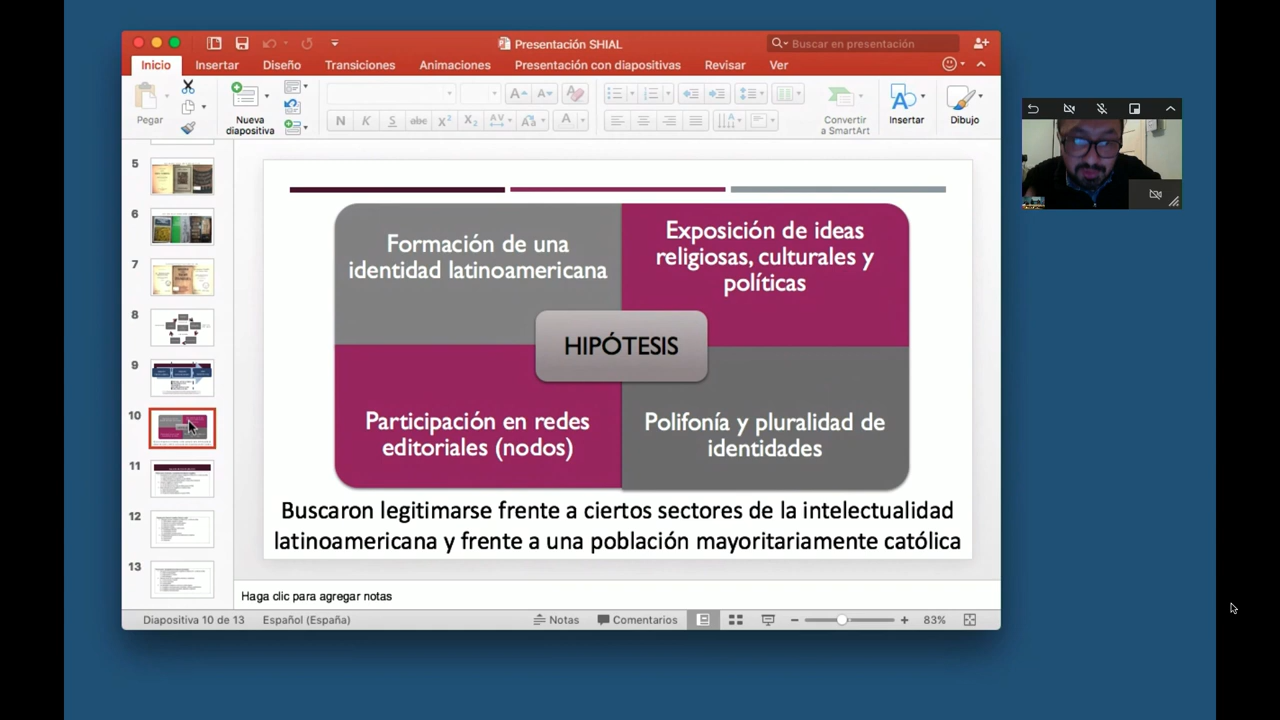 Presentación SHIAL
Buscar en presentación
Inicio
Insertar
Diseño
Transiciones
Animaciones
Presentación con diapositivas
Revisar
Ver
Pegar
Nueva
diapositiva
N K S abc X² X₂ AV
A
Convertir
a SmartArt
Insertar
Dibujo
5
6
7
8
9
10
11
12
13
Formación de una
identidad latinoamericana
Exposición de ideas
religiosas, culturales y
políticas
HIPÓTESIS
Participación en redes
editoriales (nodos)
Polifonía y pluralidad de
identidades
Buscaron legitimarse frente a ciertos sectores de la intelectualidad
latinoamericana y frente a una población mayoritariamente católica
Haga clic para agregar notas
Diapositiva 10 de 13
Español (España)
Notas
Comentarios
83%